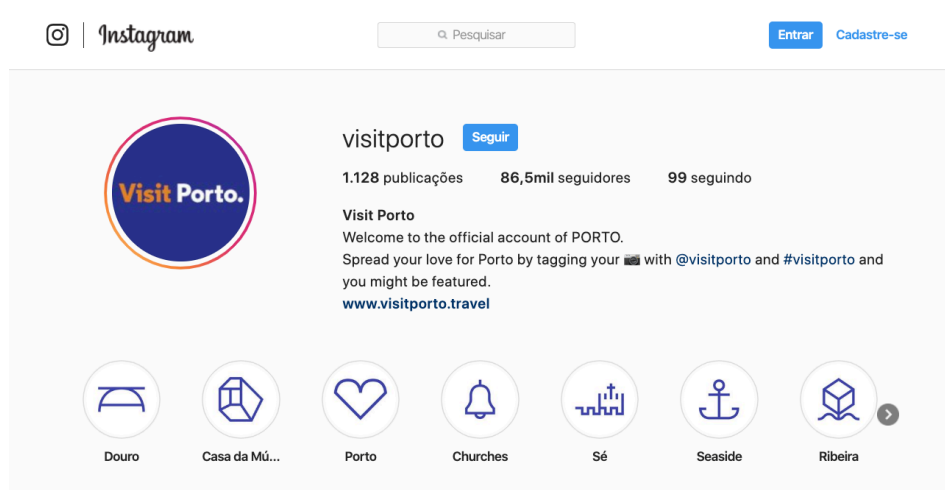 Instagram
Pesquisar
Entrar
Cadastre-se
Visit Porto.
visitporto
Seguir
1.128 publicações 86,5mil seguidores 99 seguindo
Visit Porto
Welcome to the official account of PORTO.
Spread your love for Porto by tagging your 📷 with @visitporto and #visitporto and
you might be featured.
www.visitporto.travel
Douro
Casa da Mú...
Porto
Churches
Sé
Seaside
Ribeira